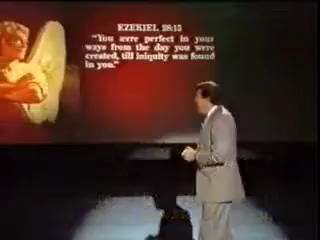 EZEKIEL 28:15
"You were perfect in your
ways from the day you were
created, till iniquity was found
in you."